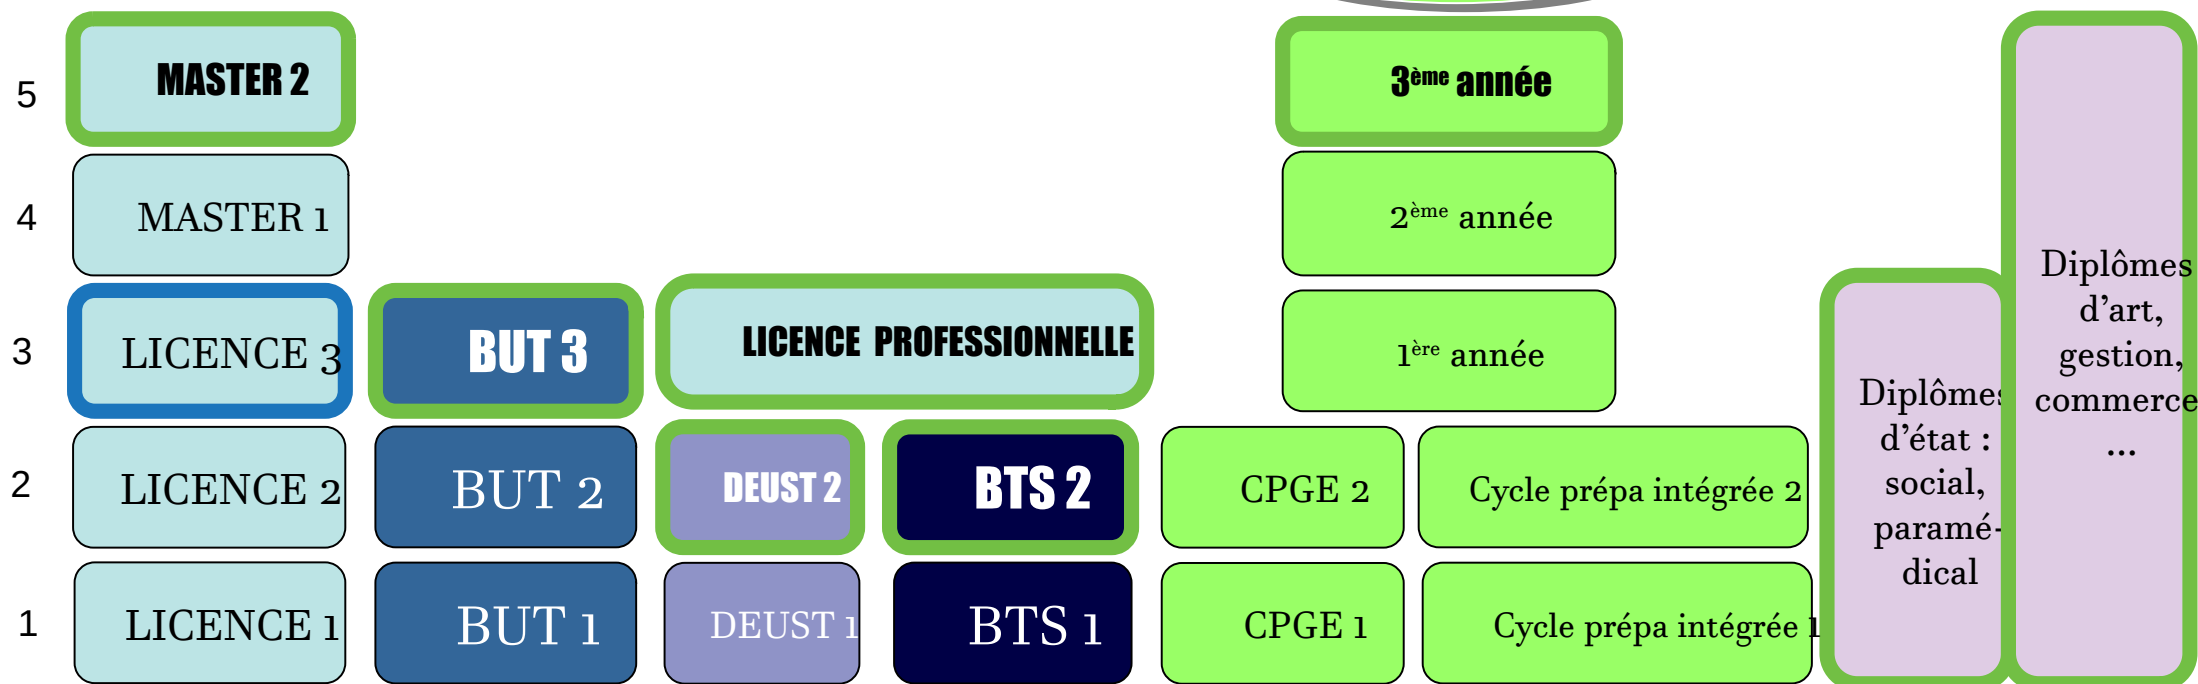 5
MASTER 2
3ème année
4
MASTER 1
2ème année
3
LICENCE 3
BUT 3
LICENCE PROFESSIONNELLE
1ère année
2
LICENCE 2
BUT 2
DEUST 2
BTS 2
CPGE 2
Cycle prépa intégrée 2
1
LICENCE 1
BUT 1
DEUST 1
BTS 1
CPGE 1
Cycle prépa intégrée 1
Diplômes
d’état :
social,
paramé-
dical
Diplômes
d’art,
gestion,
commerce
...